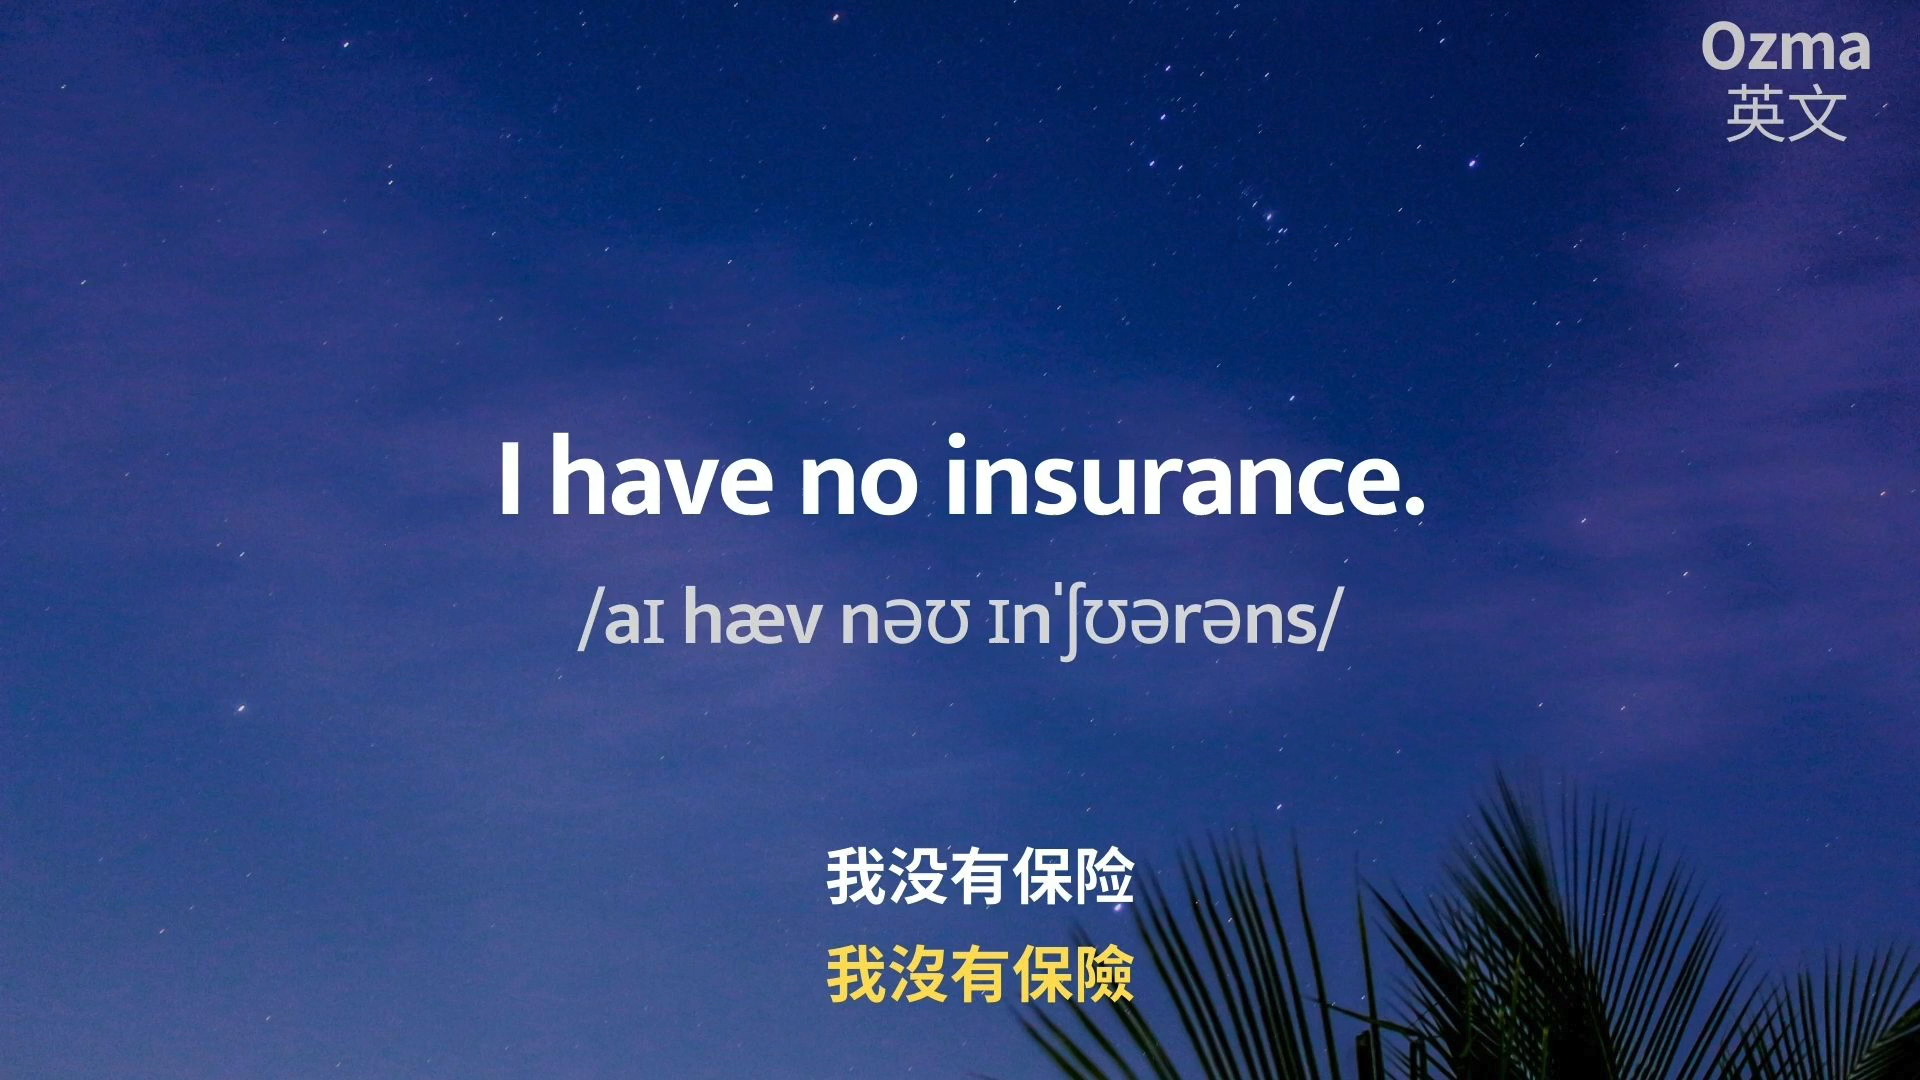 Ozma
英文
I have no insurance.
/aɪ hæv nəʊ ɪnˈʃʊərəns/
我没有保险
我沒有保險